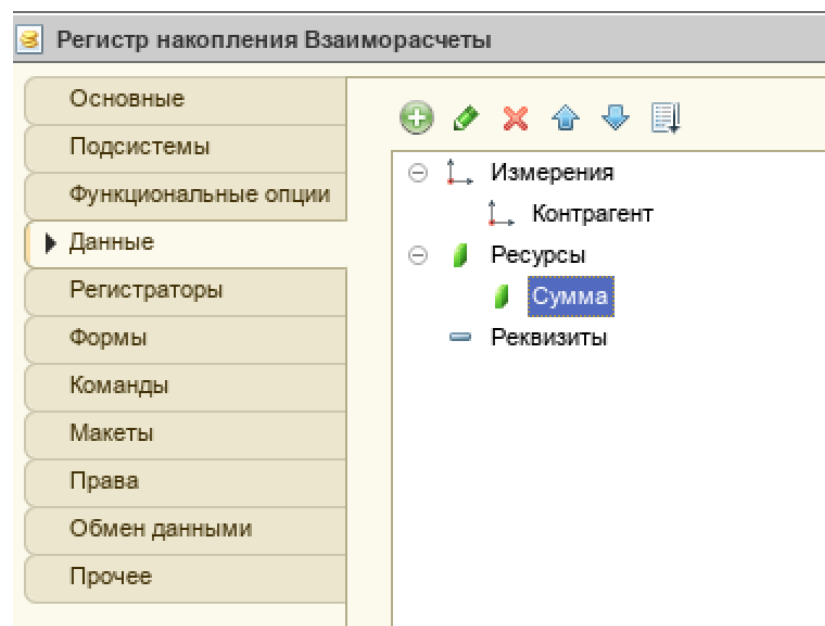 Регистр накопления Взаиморасчеты
Основные
Подсистемы
Функциональные опции
Данные
Регистраторы
Формы
Команды
Макеты
Права
Обмен данными
Прочее
Измерения
Контрагент
Ресурсы
Сумма
Реквизиты